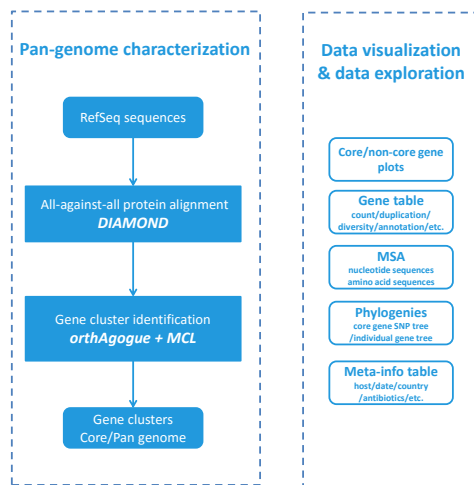 Pan-genome characterization
RefSeq sequences
All-against-all protein alignment
DIAMOND
Gene cluster identification
orthAgogue + MCL
Gene clusters
Core/Pan genome
Data visualization
& data exploration
Core/non-core gene
plots
Gene table
count/duplication/
diversity/annotation/etc.
MSA
nucleotide sequences
amino acid sequences
Phylogenies
core gene SNP tree
/individual gene tree
Meta-info table
host/date/country
/antibiotics/etc.